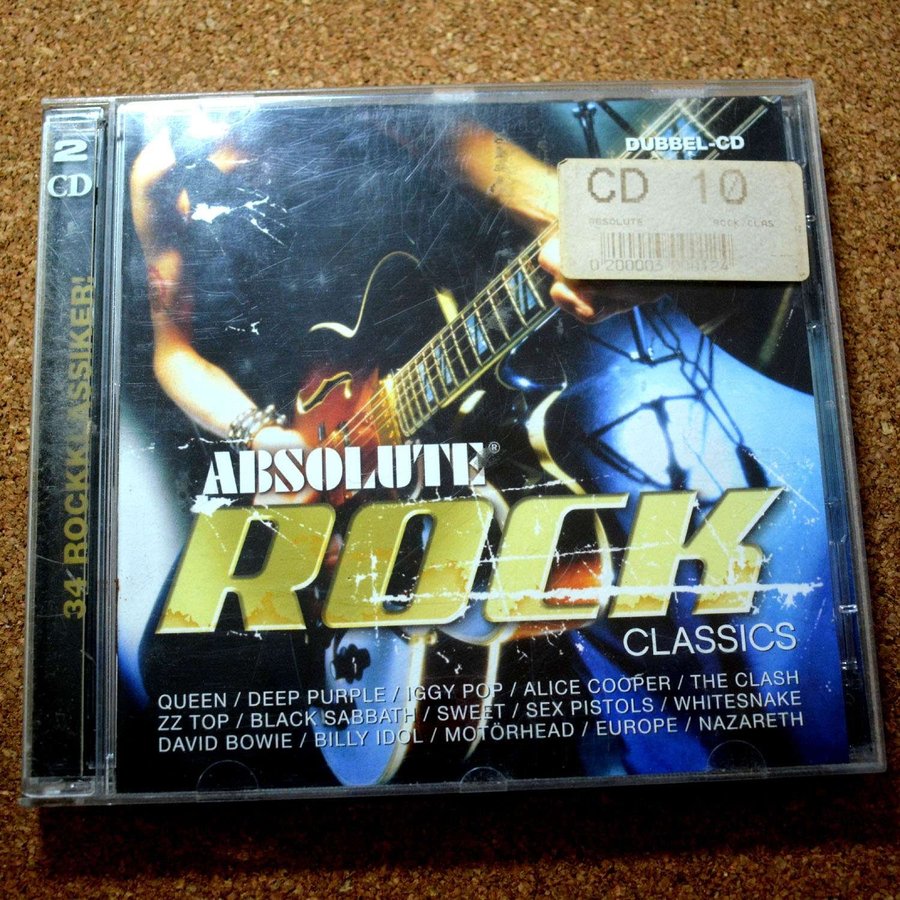 2
CD
34 ROCKKLASSIKER!
DUBBEL-CD
CD 10
ABSOLUTE ROCK CLAS
ABSOLUTE®
ROCK
CLASSICS
QUEEN / DEEP PURPLE / IGGY POP / ALICE COOPER / THE CLASH
ZZ TOP / BLACK SABBATH / SWEET / SEX PISTOLS / WHITESNAKE
DAVID BOWIE / BILLY IDOL / MOTÖRHEAD / EUROPE / NAZARETH